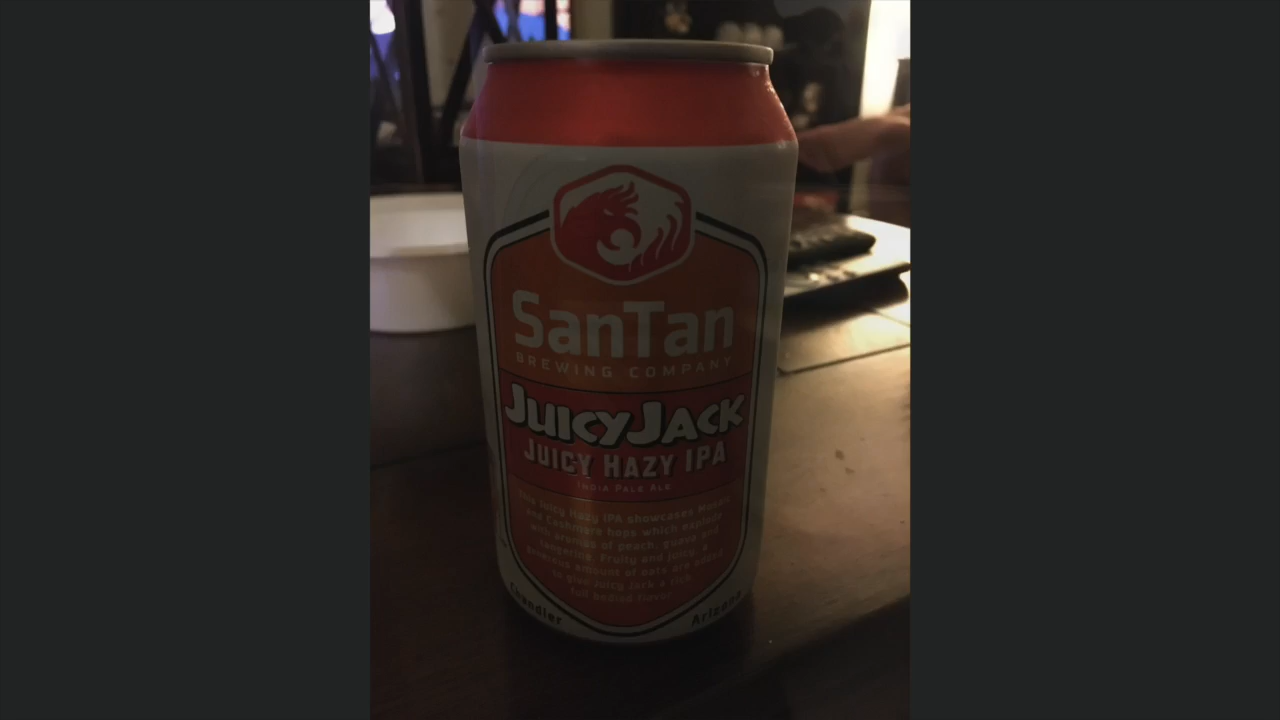 SanTan
BREWING COMPANY
JUICYJACK
JUICY HAZY IPA
INDIA PALE ALE
This Juicy Hazy IPA showcases Mosaic
and Cashmere hops which explode
with aromas of peach, guava and
tangerine. Fruity and juicy, a
generous amount of oats are added
to give Juicy Jack a rich,
full bodied flavor.
Chandler Arizona